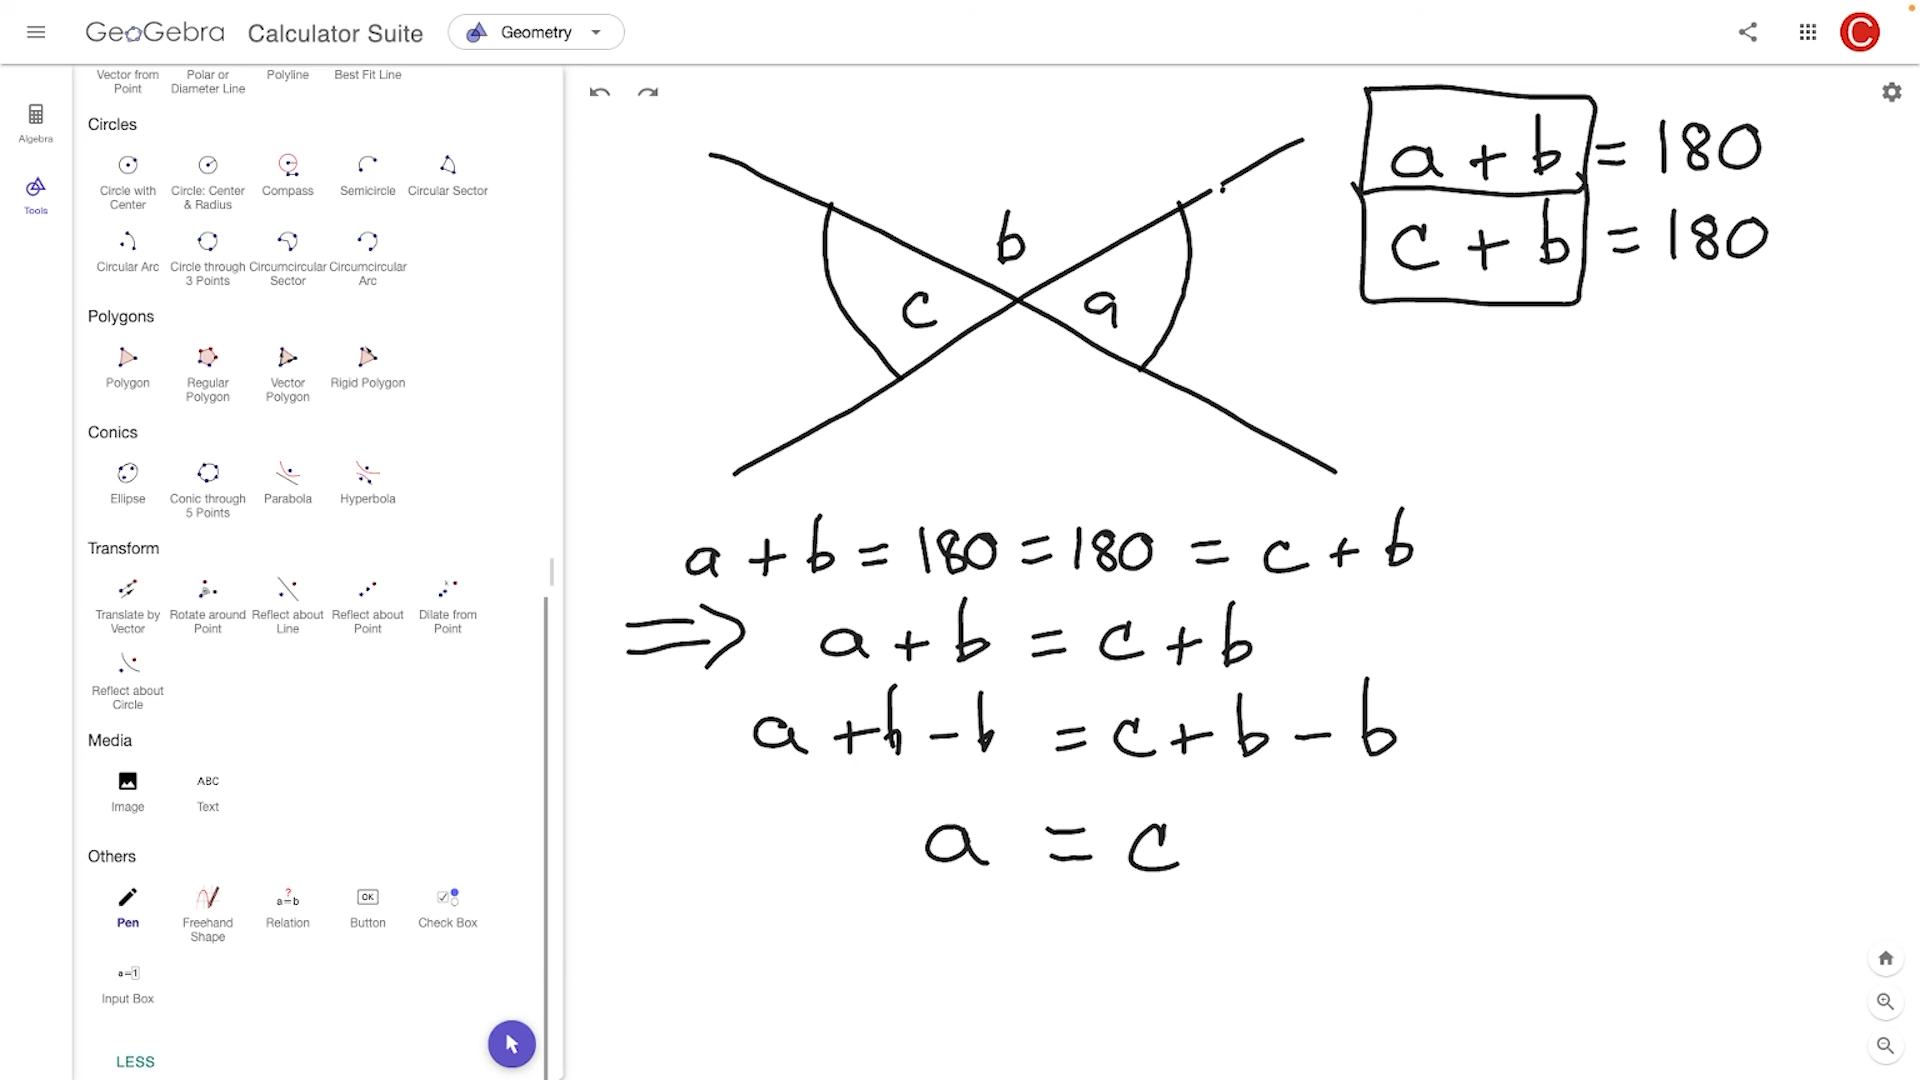 GeoGebra Calculator Suite Geometry
C
Algebra
Tools
Vector from Point
Polar or Diameter Line
Polyline
Best Fit Line
Circles
Circle with Center
Circle: Center & Radius
Compass
Semicircle
Circular Sector
Circular Arc
Circle through 3 Points
Circumcircular Sector
Circumcircular Arc
Polygons
Polygon
Regular Polygon
Vector Polygon
Rigid Polygon
Conics
Ellipse
Conic through 5 Points
Parabola
Hyperbola
Transform
Translate by Vector
Rotate around Point
Reflect about Line
Reflect about Point
Dilate from Point
Reflect about Circle
Media
Image
ABC
Text
Others
Pen
Freehand Shape
? a=b
Relation
OK
Button
Check Box
a=1
Input Box
LESS
b
c
a
a + b = 180
c + b = 180
a + b = 180 = 180 = c + b
⇒ a + b = c + b
a + b - b = c + b - b
a = c